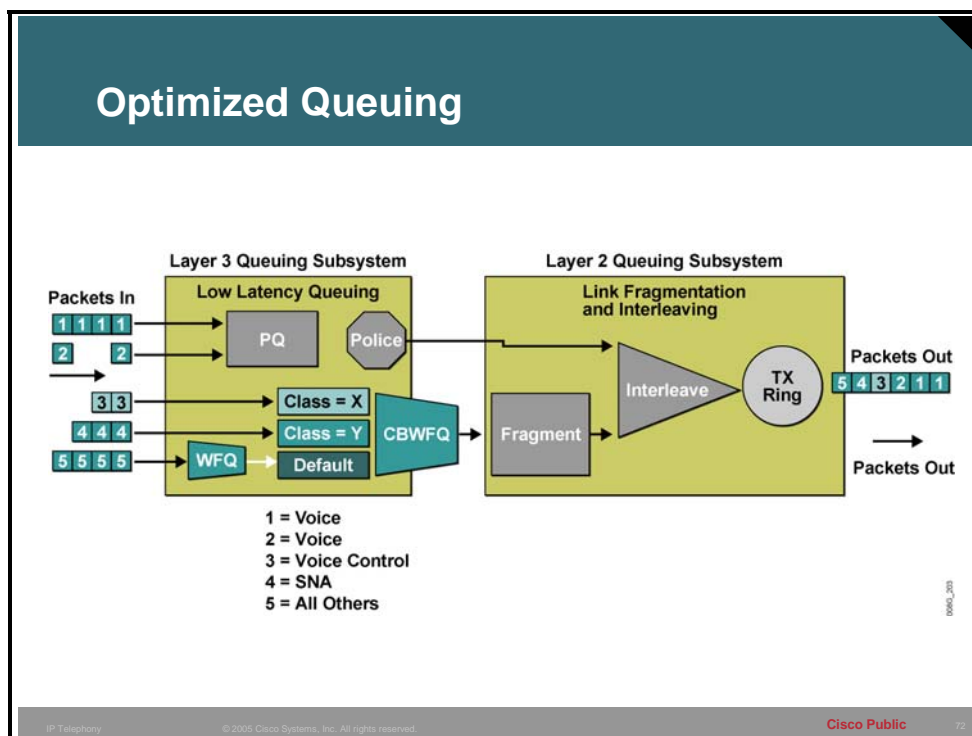 Optimized Queuing
Layer 3 Queuing Subsystem
Layer 2 Queuing Subsystem
Packets In
Low Latency Queuing
Link Fragmentation
and Interleaving
1 1 1 1
2 2
PQ
Police
3 3
4 4 4
5 5 5 5
WFQ
Class = X
Class = Y
Default
CBWFQ
Fragment
Interleave
TX
Ring
Packets Out
5 4 3 2 1 1
Packets Out
1 = Voice
2 = Voice
3 = Voice Control
4 = SNA
5 = All Others
008G_203
IP Telephony
© 2005 Cisco Systems, Inc. All rights reserved.
Cisco Public
72